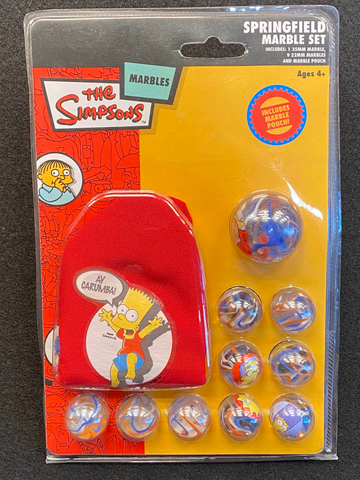 SPRINGFIELD
MARBLE SET
INCLUDES: 1 35MM MARBLE,
9 22MM MARBLES
AND MARBLE POUCH
Ages 4+
MARBLES
THE
SIMPSONS
TM
INCLUDES
MARBLE
POUCH!
AY
CARUMBA!